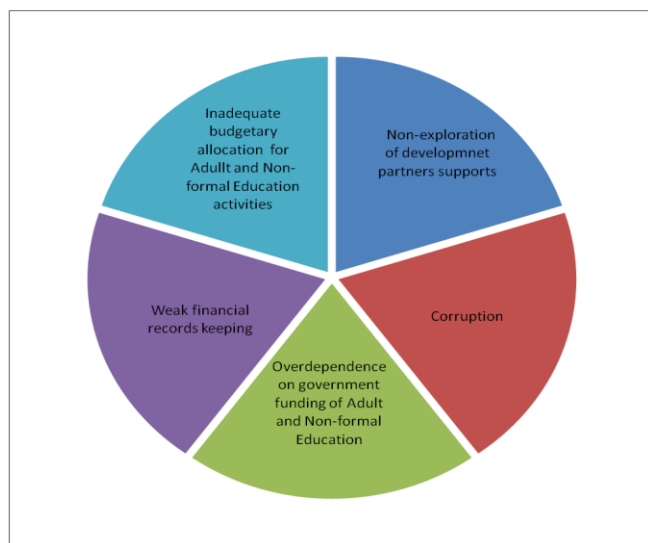 Inadequate
budgetary
allocation for
Adullt and Non-
formal Education
activities
Non-exploration
of developmnet
partners supports
Weak financial
records keeping
Corruption
Overdependence
on government
funding of Adult
and Non-formal
Education